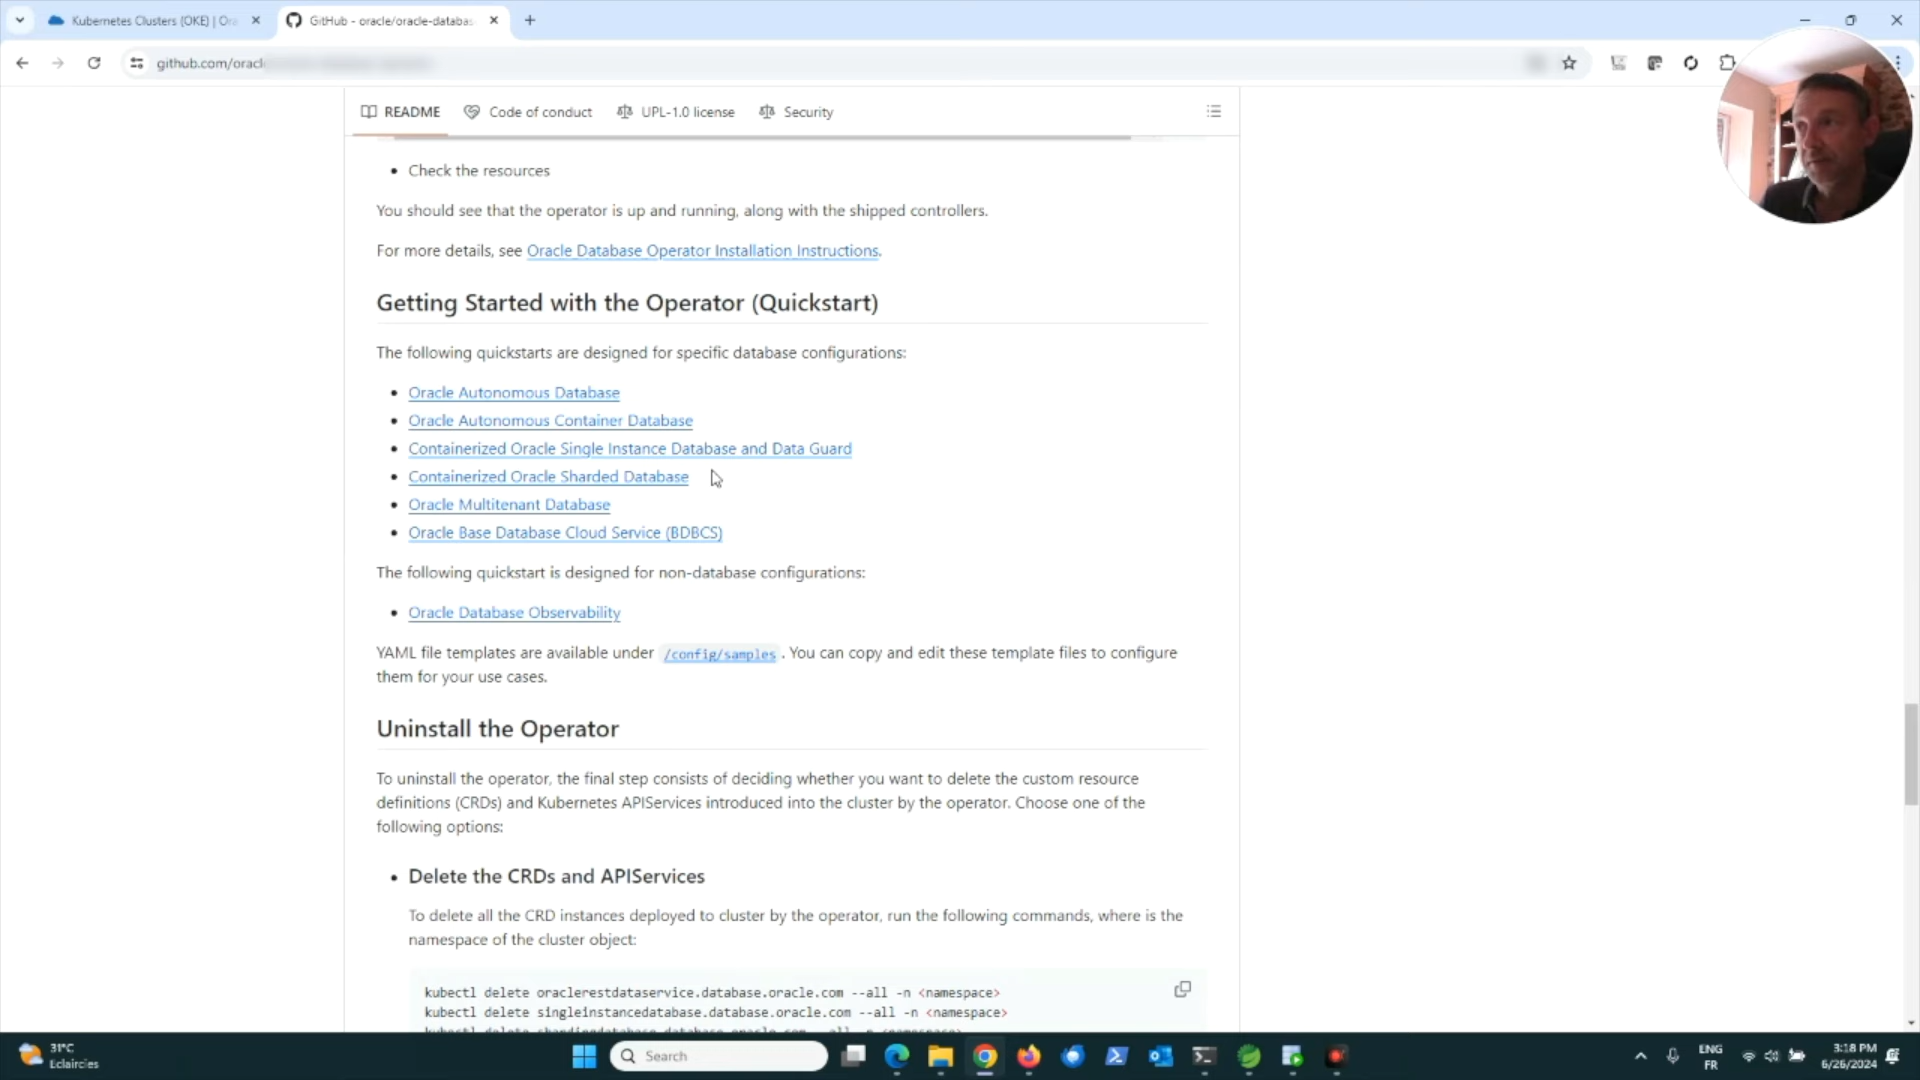 Kubernetes Clusters (OKE) | Ora
GitHub - oracle/oracle-databas
github.com/oracl
README
Code of conduct
UPL-1.0 license
Security
• Check the resources
You should see that the operator is up and running, along with the shipped controllers.
For more details, see Oracle Database Operator Installation Instructions.
Getting Started with the Operator (Quickstart)
The following quickstarts are designed for specific database configurations:
• Oracle Autonomous Database
• Oracle Autonomous Container Database
• Containerized Oracle Single Instance Database and Data Guard
• Containerized Oracle Sharded Database
• Oracle Multitenant Database
• Oracle Base Database Cloud Service (BDBCS)
The following quickstart is designed for non-database configurations:
• Oracle Database Observability
YAML file templates are available under /config/samples . You can copy and edit these template files to configure
them for your use cases.
Uninstall the Operator
To uninstall the operator, the final step consists of deciding whether you want to delete the custom resource
definitions (CRDs) and Kubernetes APIServices introduced into the cluster by the operator. Choose one of the
following options:
• Delete the CRDs and APIServices
To delete all the CRD instances deployed to cluster by the operator, run the following commands, where is the
namespace of the cluster object:
kubectl delete oraclerestdataservice.database.oracle.com --all -n <namespace>
kubectl delete singleinstancedatabase.database.oracle.com --all -n <namespace>
kubectl delete shardingdatabase.database.oracle.com --all -n <namespace>
31°C
Eclaircies
Search
ENG
FR
3:18 PM
6/26/2024